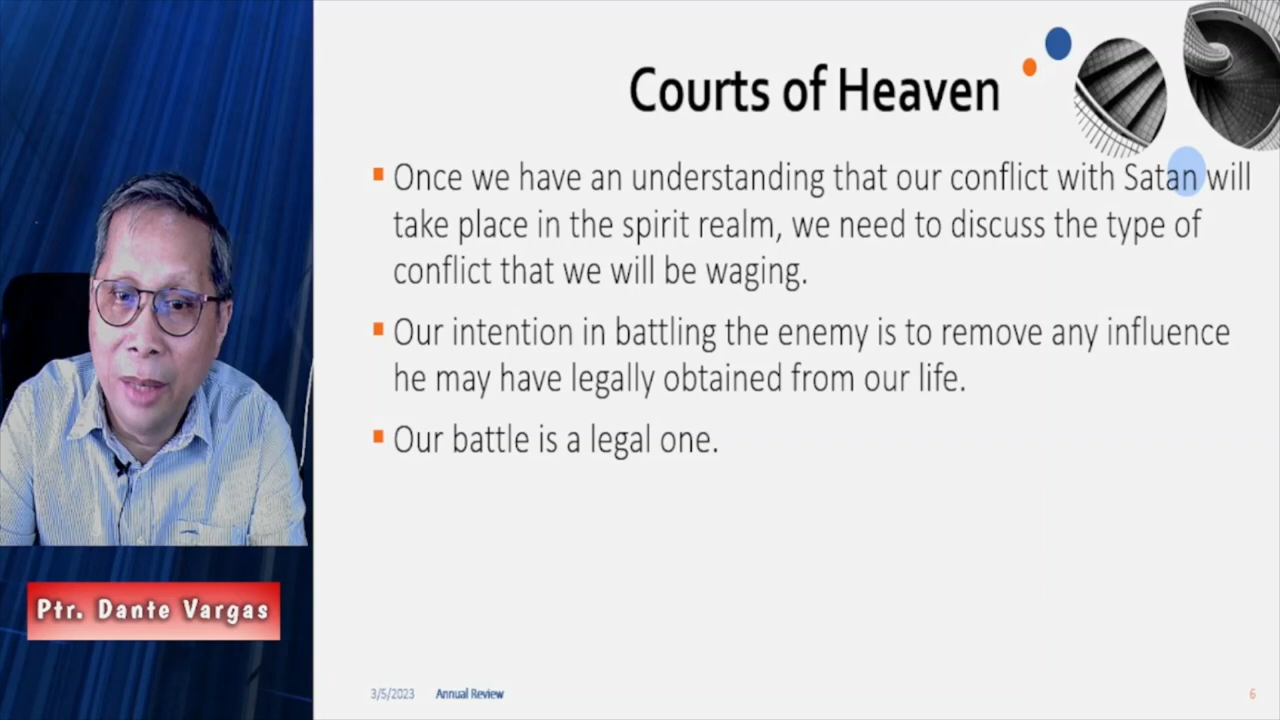 Courts of Heaven
Once we have an understanding that our conflict with Satan will
take place in the spirit realm, we need to discuss the type of
conflict that we will be waging.
Our intention in battling the enemy is to remove any influence
he may have legally obtained from our life.
Our battle is a legal one.
Ptr. Dante Vargas
3/5/2023 Annual Review 6